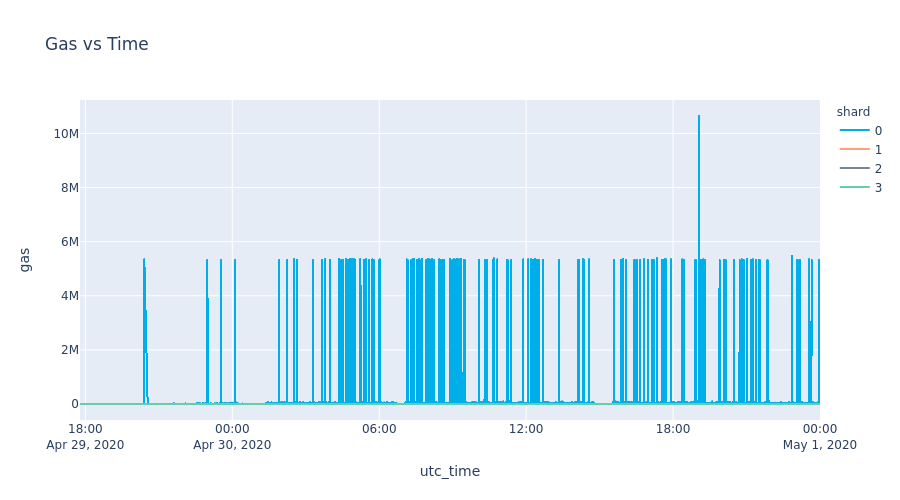 Gas vs Time
shard
0
1
2
3
10M
8M
6M
4M
2M
0
gas
18:00
Apr 29, 2020
00:00
Apr 30, 2020
06:00
12:00
18:00
00:00
May 1, 2020
utc_time